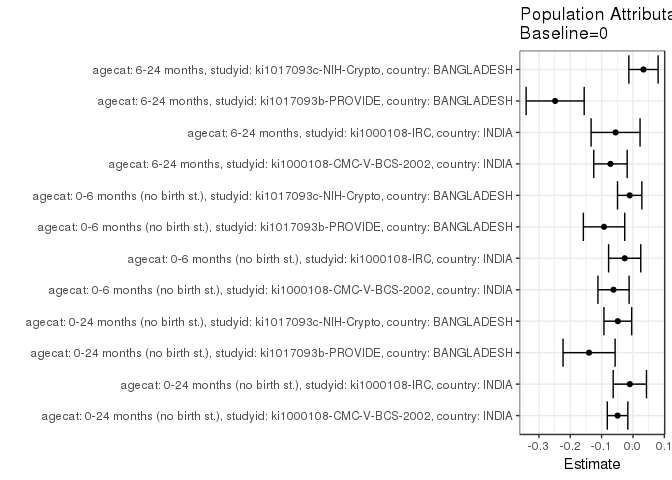 Population Attributa
Baseline=0
agecat: 6-24 months, studyid: ki1017093c-NIH-Crypto, country: BANGLADESH
agecat: 6-24 months, studyid: ki1017093b-PROVIDE, country: BANGLADESH
agecat: 6-24 months, studyid: ki1000108-IRC, country: INDIA
agecat: 6-24 months, studyid: ki1000108-CMC-V-BCS-2002, country: INDIA
agecat: 0-6 months (no birth st.), studyid: ki1017093c-NIH-Crypto, country: BANGLADESH
agecat: 0-6 months (no birth st.), studyid: ki1017093b-PROVIDE, country: BANGLADESH
agecat: 0-6 months (no birth st.), studyid: ki1000108-IRC, country: INDIA
agecat: 0-6 months (no birth st.), studyid: ki1000108-CMC-V-BCS-2002, country: INDIA
agecat: 0-24 months (no birth st.), studyid: ki1017093c-NIH-Crypto, country: BANGLADESH
agecat: 0-24 months (no birth st.), studyid: ki1017093b-PROVIDE, country: BANGLADESH
agecat: 0-24 months (no birth st.), studyid: ki1000108-IRC, country: INDIA
agecat: 0-24 months (no birth st.), studyid: ki1000108-CMC-V-BCS-2002, country: INDIA
-0.3 -0.2 -0.1 0.0 0.1
Estimate